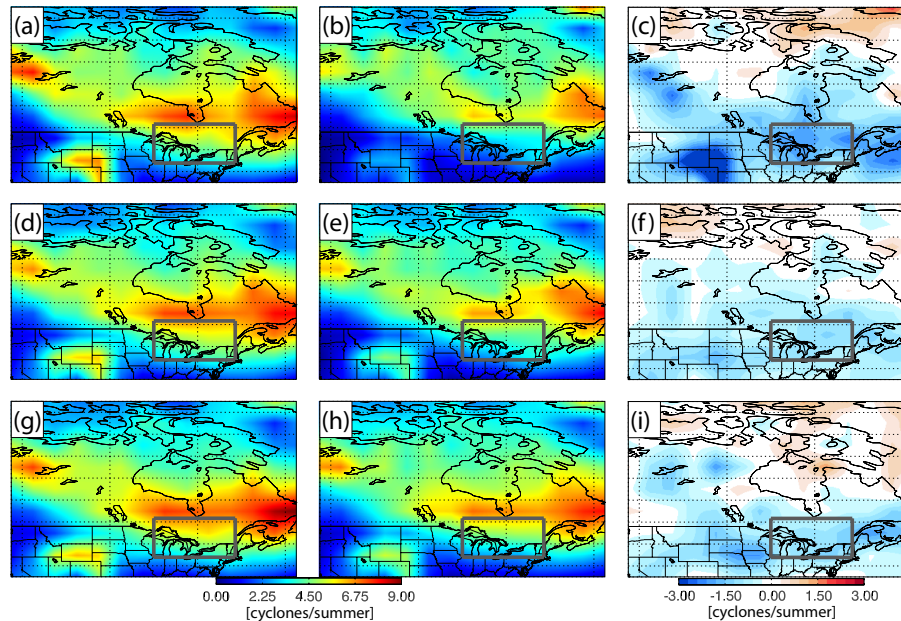 (a) (b) (c)
(d) (e) (f)
(g) (h) (i)
0.00 2.25 4.50 6.75 9.00 -3.00 -1.50 0.00 1.50 3.00
[cyclones/summer] [cyclones/summer]